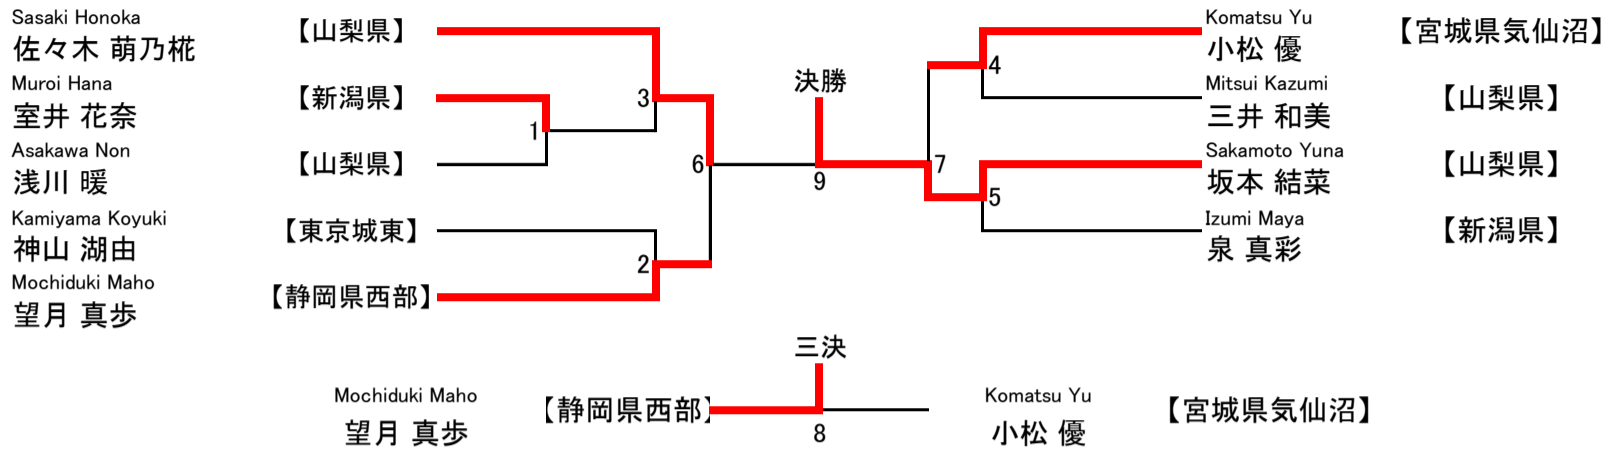 Sasaki Honoka
佐々木 萌乃椛 【山梨県】
Muroi Hana
室井 花奈 【新潟県】
Asakawa Non
浅川 暖 【山梨県】
Kamiyama Koyuki
神山 湖由 【東京城東】
Mochiduki Maho
望月 真歩 【静岡県西部】
1
2
3
6
決勝
9
7
4
5
Komatsu Yu
小松 優 【宮城県気仙沼】
Mitsui Kazumi
三井 和美 【山梨県】
Sakamoto Yuna
坂本 結菜 【山梨県】
Izumi Maya
泉 真彩 【新潟県】
三決
Mochiduki Maho
望月 真歩 【静岡県西部】
8
Komatsu Yu
小松 優 【宮城県気仙沼】